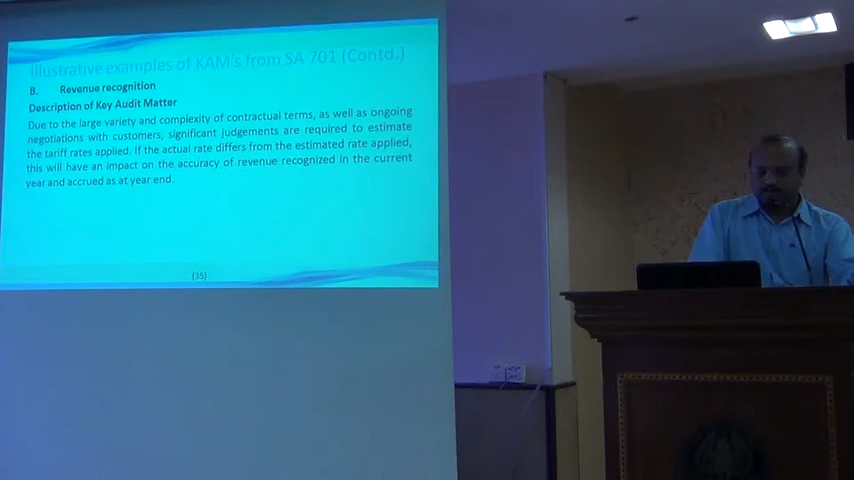 Illustrative examples of KAM's from SA 701 (Contd.)
B. Revenue recognition
Description of Key Audit Matter
Due to the large variety and complexity of contractual terms, as well as ongoing
negotiations with customers, significant judgements are required to estimate
the tariff rates applied. If the actual rate differs from the estimated rate applied,
this will have an impact on the accuracy of revenue recognized in the current
year and accrued as at year end.
(35)